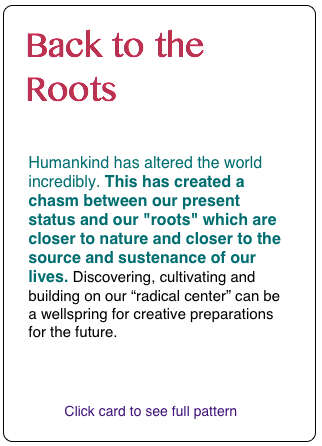 Back to the
Roots
Humankind has altered the world
incredibly. This has created a
chasm between our present
status and our "roots" which are
closer to nature and closer to the
source and sustenance of our
lives. Discovering, cultivating and
building on our “radical center” can be
a wellspring for creative preparations
for the future.
Click card to see full pattern